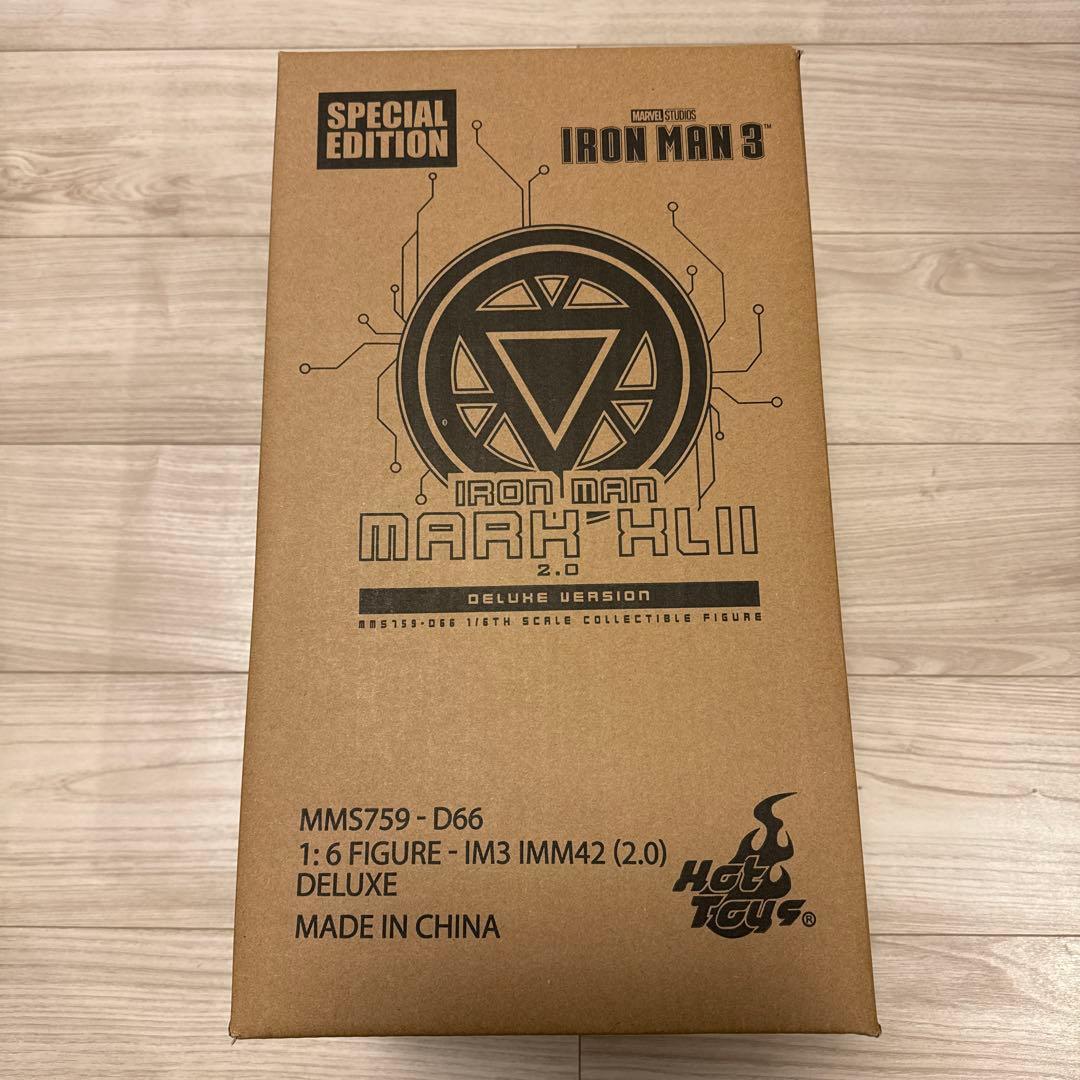 SPECIAL
EDITION
MARVEL STUDIOS
IRON MAN 3™
IRON MAN
MARK XLII
2.0
DELUXE VERSION
MMS759-D66 1/6TH SCALE COLLECTIBLE FIGURE
MMS759 - D66
1: 6 FIGURE - IM3 IMM42 (2.0)
DELUXE
MADE IN CHINA
Hot
Toys®